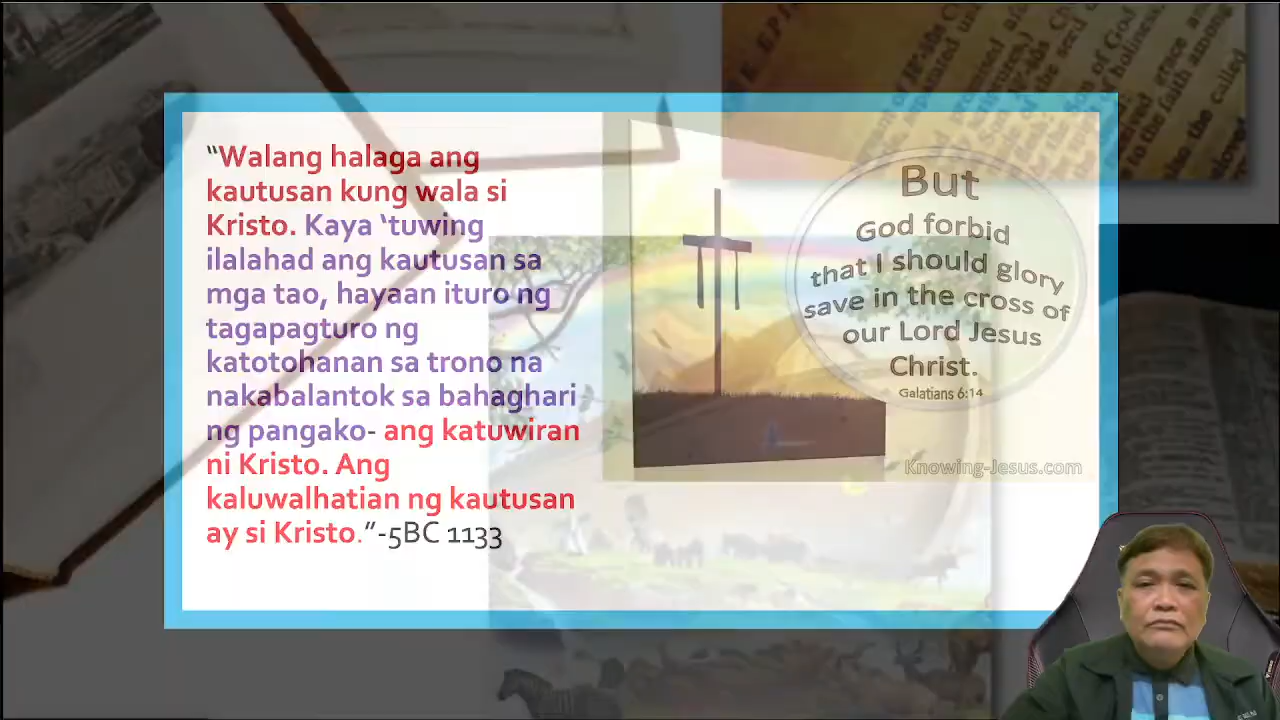 “Walang halaga ang
kautusan kung wala si
Kristo. Kaya ‘tuwing
ilalahad ang kautusan sa
mga tao, hayaan ituro ng
tagapagturo ng
katotohanan sa trono na
nakabalantok sa bahaghari
ng pangako- ang katuwiran
ni Kristo. Ang
kaluwalhatian ng kautusan
ay si Kristo.”-5BC 1133
But
God forbid
that I should glory
save in the cross of
our Lord Jesus
Christ.
Galatians 6:14
Knowing-Jesus.com